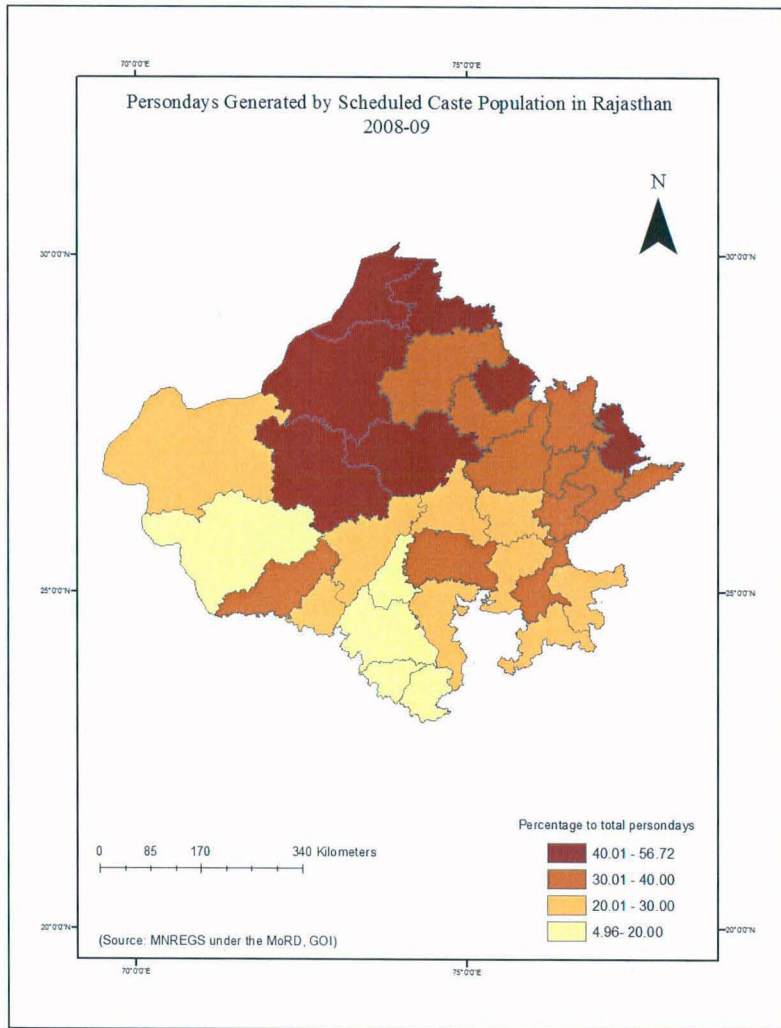 70°0'0"E 75°0'0"E
Persondays Generated by Scheduled Caste Population in Rajasthan
2008-09
N
30°0'0"N 30°0'0"N
25°0'0"N 25°0'0"N
Percentage to total persondays
0 85 170 340 Kilometers
40.01 - 56.72
30.01 - 40.00
20.01 - 30.00
4.96- 20.00
20°0'0"N 20°0'0"N
(Source: MNREGS under the MoRD, GOI)
70°0'0"E 75°0'0"E